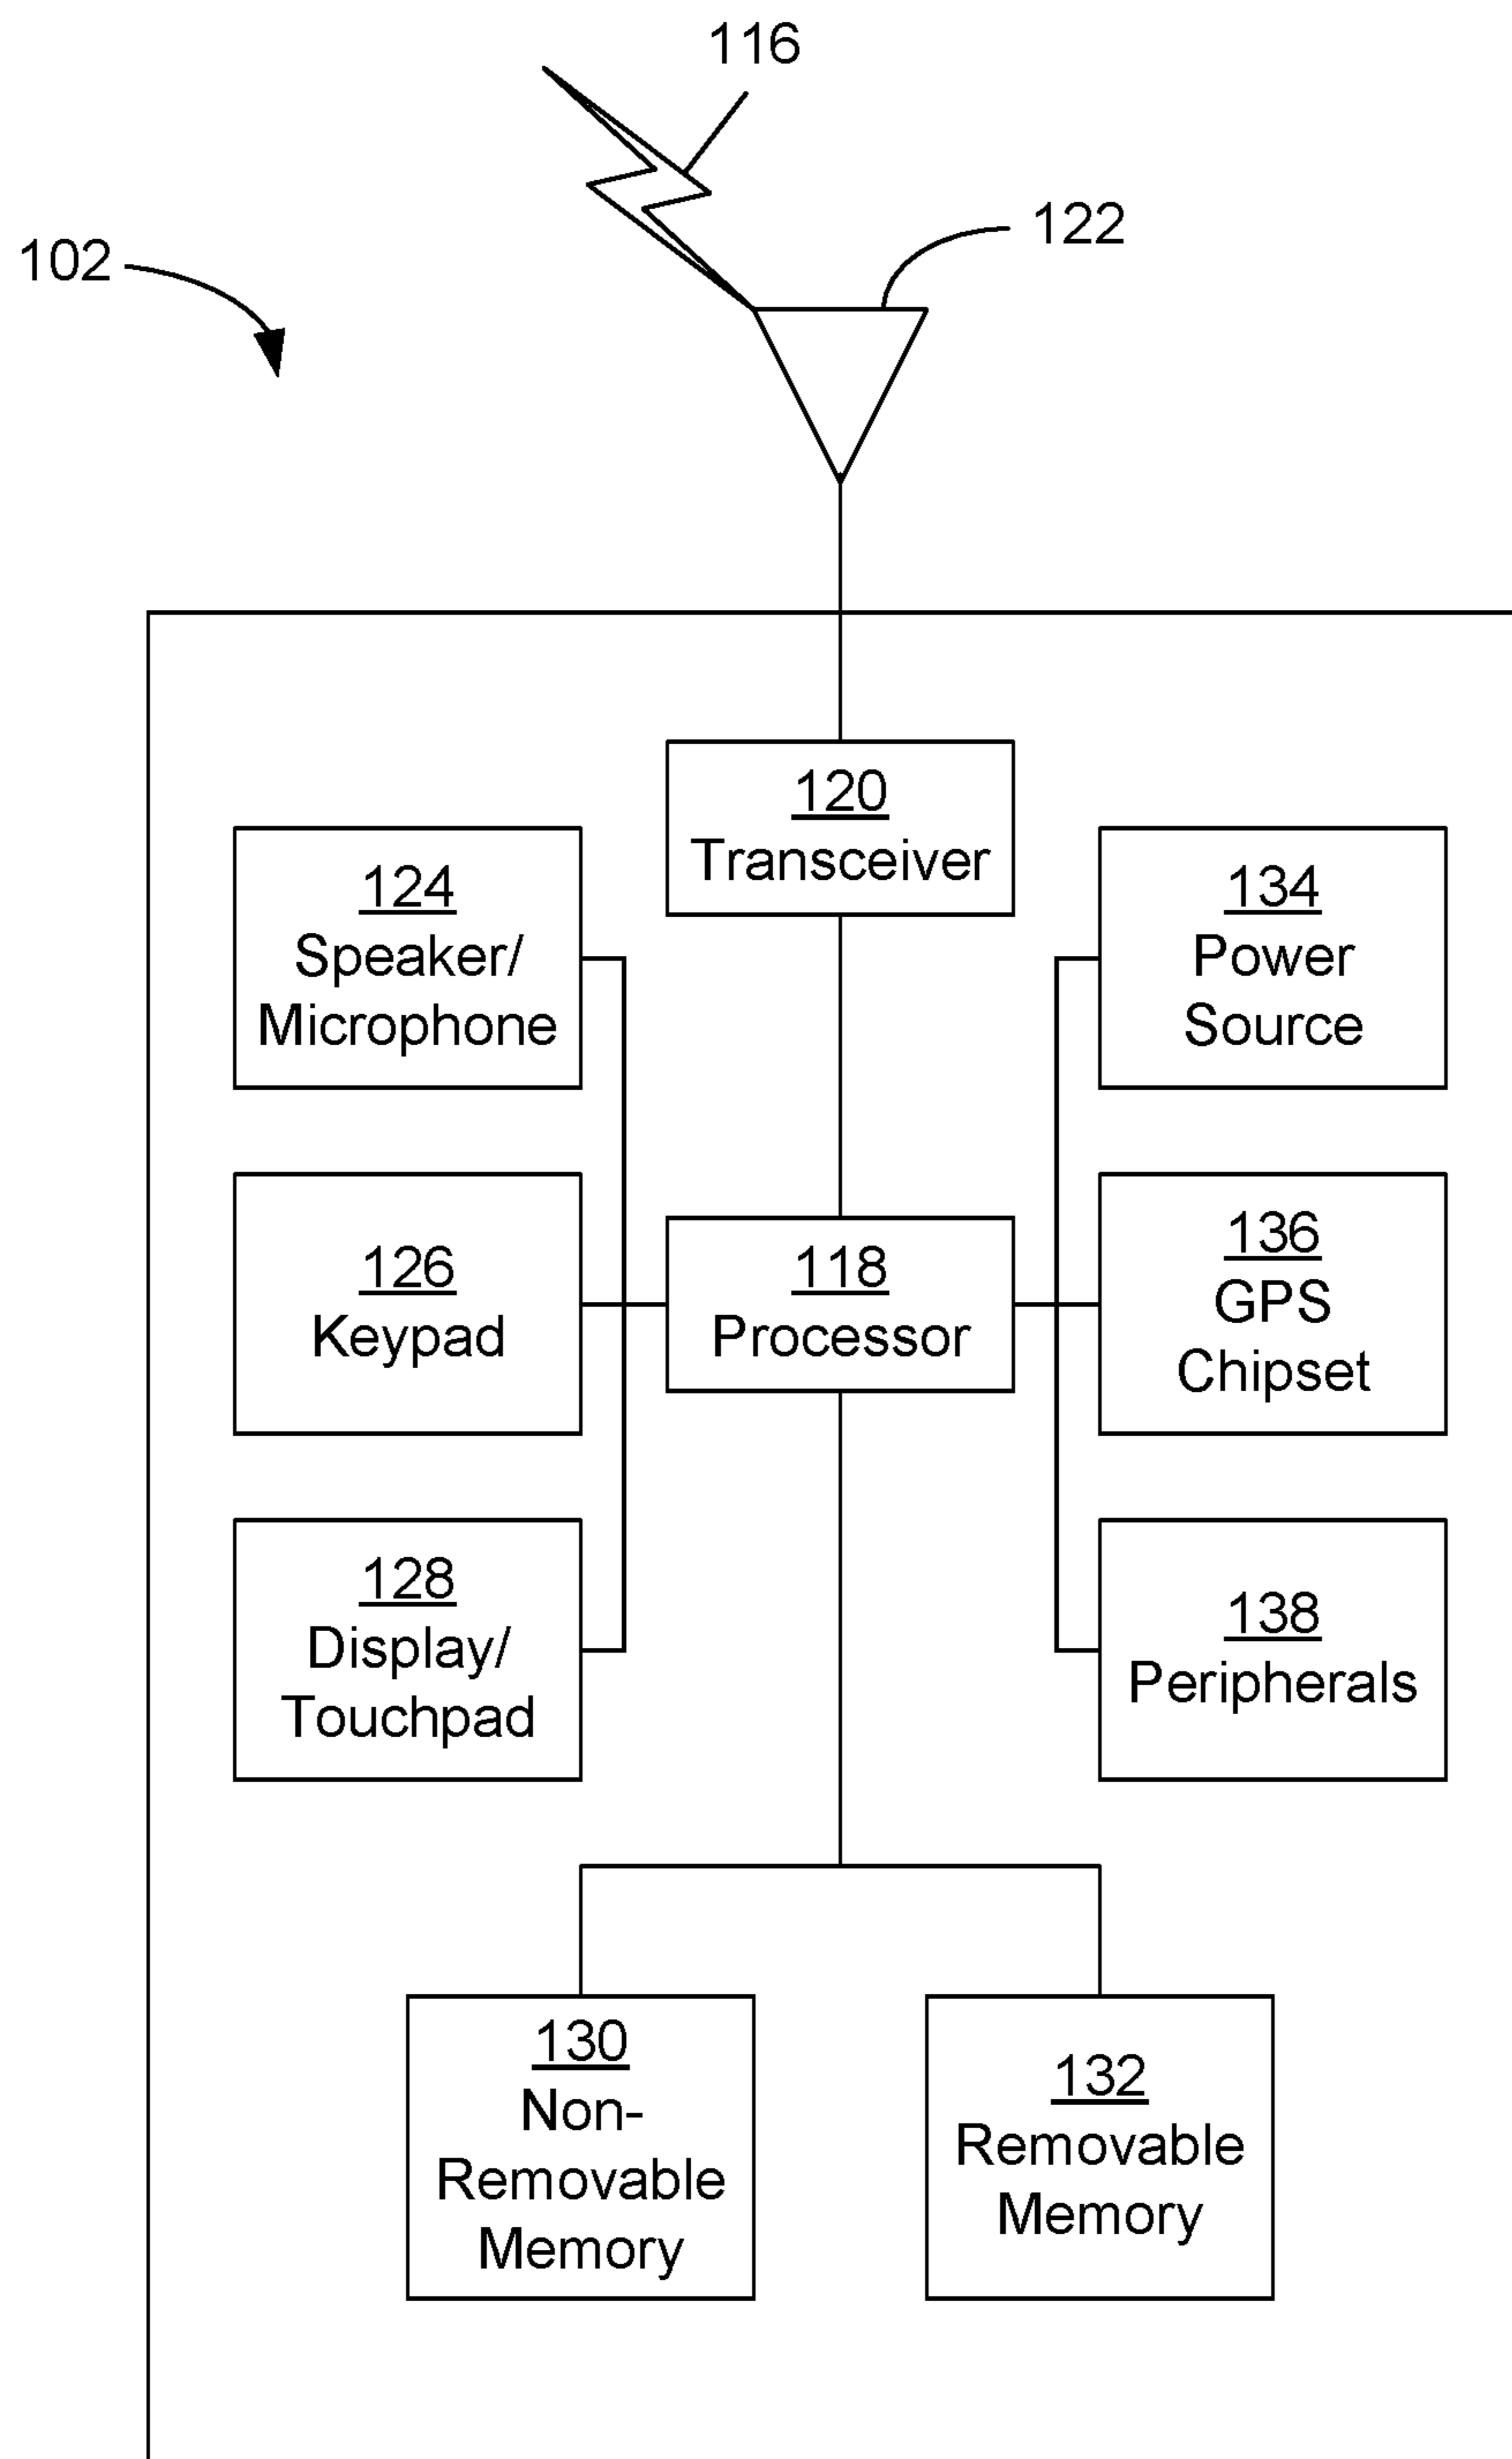 116
122
102
120
Transceiver
124
Speaker/
Microphone
134
Power
Source
126
Keypad
118
Processor
136
GPS
Chipset
128
Display/
Touchpad
138
Peripherals
130
Non-
Removable
Memory
132
Removable
Memory